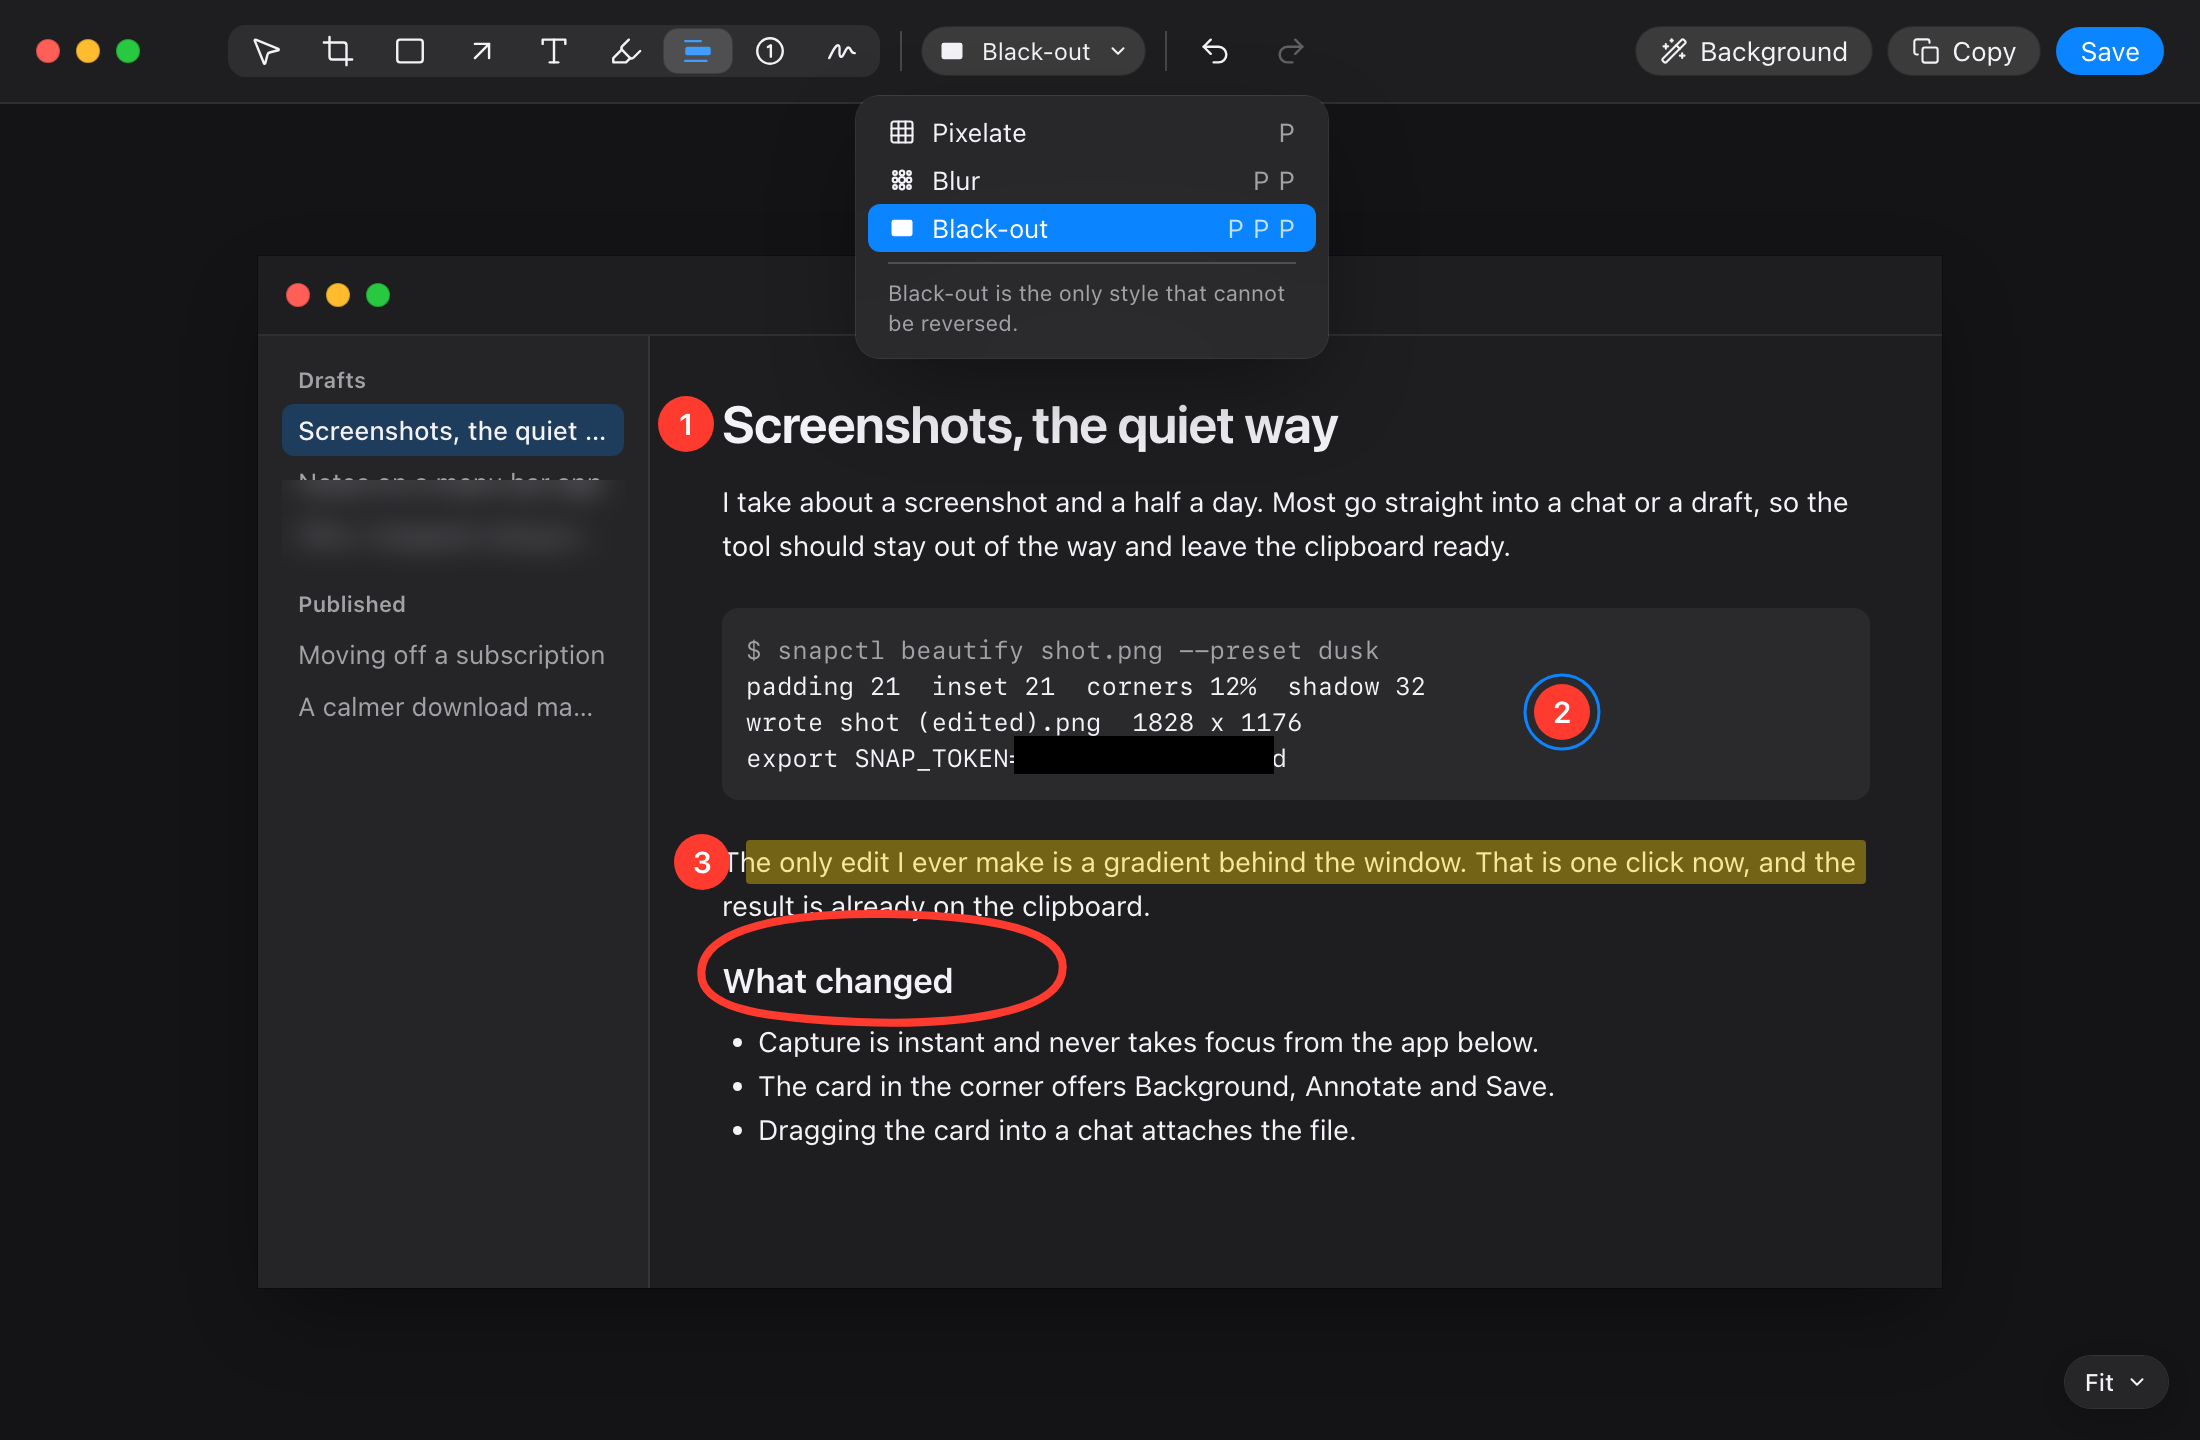 Black-out
Background
Copy
Save
Pixelate P
Blur P P
Black-out P P P
Black-out is the only style that cannot
be reversed.
Drafts
Screenshots, the quiet ...
Notes on a menu bar app
Published
Moving off a subscription
A calmer download ma...
1
Screenshots, the quiet way
I take about a screenshot and a half a day. Most go straight into a chat or a draft, so the
tool should stay out of the way and leave the clipboard ready.
$ snapctl beautify shot.png --preset dusk
padding 21  inset 21  corners 12%  shadow 32
wrote shot (edited).png  1828 x 1176
export SNAP_TOKEN= d
2
3
The only edit I ever make is a gradient behind the window. That is one click now, and the
result is already on the clipboard.
What changed
• Capture is instant and never takes focus from the app below.
• The card in the corner offers Background, Annotate and Save.
• Dragging the card into a chat attaches the file.
Fit